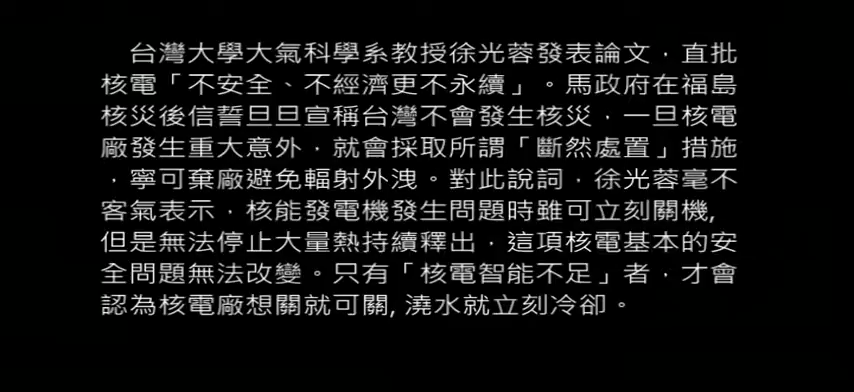 台灣大學大氣科學系教授徐光蓉發表論文，直批
核電「不安全、不經濟更不永續」。馬政府在福島
核災後信誓旦旦宣稱台灣不會發生核災，一旦核電
廠發生重大意外，就會採取所謂「斷然處置」措施
，寧可棄廠避免輻射外洩。對此說詞，徐光蓉毫不
客氣表示，核能發電機發生問題時雖可立刻關機,
但是無法停止大量熱持續釋出，這項核電基本的安
全問題無法改變。只有「核電智能不足」者，才會
認為核電廠想關就可關, 澆水就立刻冷卻。